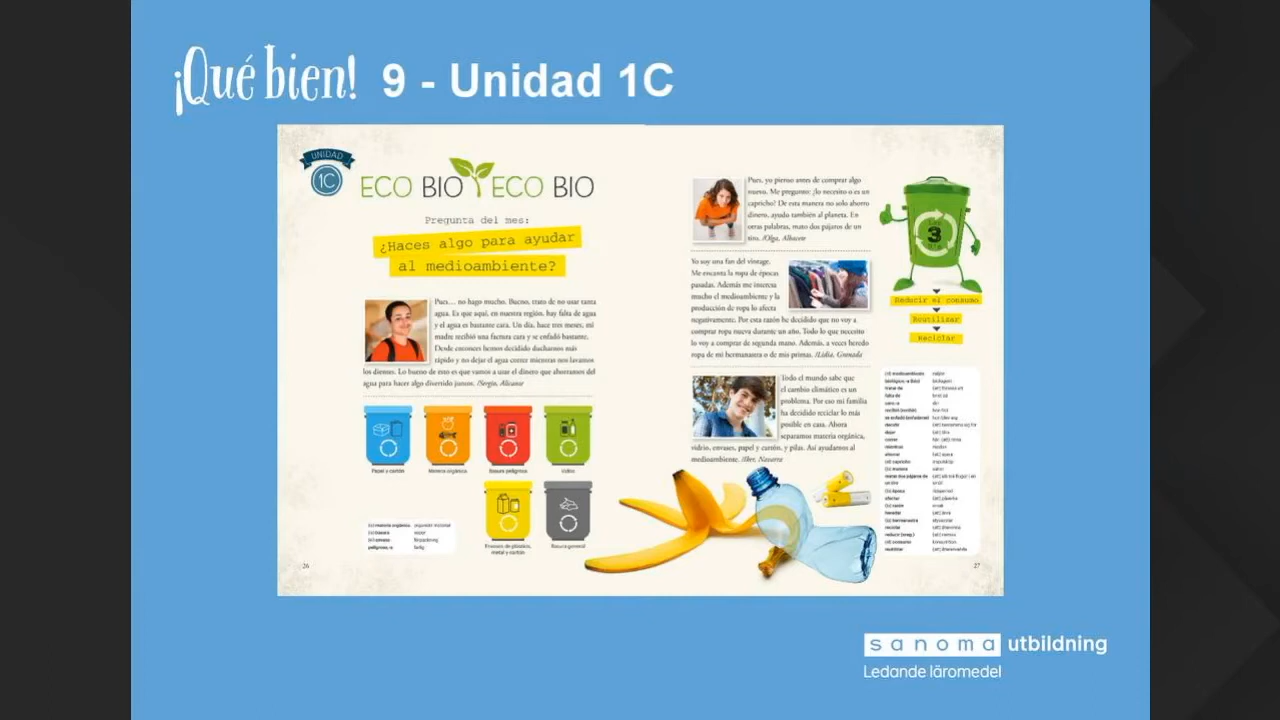 ¡Qué bien! 9 - Unidad 1C
UNIDAD
1C
ECO BIO ECO BIO
Pregunta del mes:
¿Haces algo para ayudar
al medioambiente?
Pues... no hago mucho. Bueno, trato de no usar tanta
agua. Es que aquí, en nuestra región, hay falta de agua
y el agua es bastante cara. Un día, hace tres meses, mi
madre recibió una factura cara y se enfadó bastante.
Desde entonces hemos decidido ducharnos más
rápido y no dejar el agua correr mientras nos lavamos
los dientes. Lo bueno de esto es que vamos a usar el dinero que ahorramos del
agua para hacer algo divertido juntos. /Sergio, Alicante
Papel y cartón
Materia orgánica
Basura peligrosa
Vidrio
Envases de plástico,
metal y cartón
Basura general
(la) materia orgánica
(la) basura
(el) envase
peligroso, a
farlig
26
Pues, yo pienso antes de comprar algo
nuevo. Me pregunto: ¿lo necesito o es un
capricho? De esta manera no solo ahorro
dinero, ayudo también al planeta. En
otras palabras, mato dos pájaros de un
tiro. /Olga, Albacete
Yo soy una fan del vintage.
Me encanta la ropa de épocas
pasadas. Además me interesa
mucho el medioambiente y la
producción de ropa lo afecta
negativamente. Por esta razón he decidido que no voy a
comprar ropa nueva durante un año. Todo lo que necesito
lo voy a comprar de segunda mano. Además, a veces heredo
ropa de mi hermanastra o de mis primas. /Lidia, Granada
Todo el mundo sabe que
el cambio climático es un
problema. Por eso mi familia
ha decidido reciclar lo más
posible en casa. Ahora
separamos materia orgánica,
vidrio, envases, papel y cartón, y pilas. Así ayudamos al
medioambiente. /Iker, Navarra
3
Reducir mi consumo
Reutilizar
Reciclar
27
sanoma utbildning
Ledande läromedel